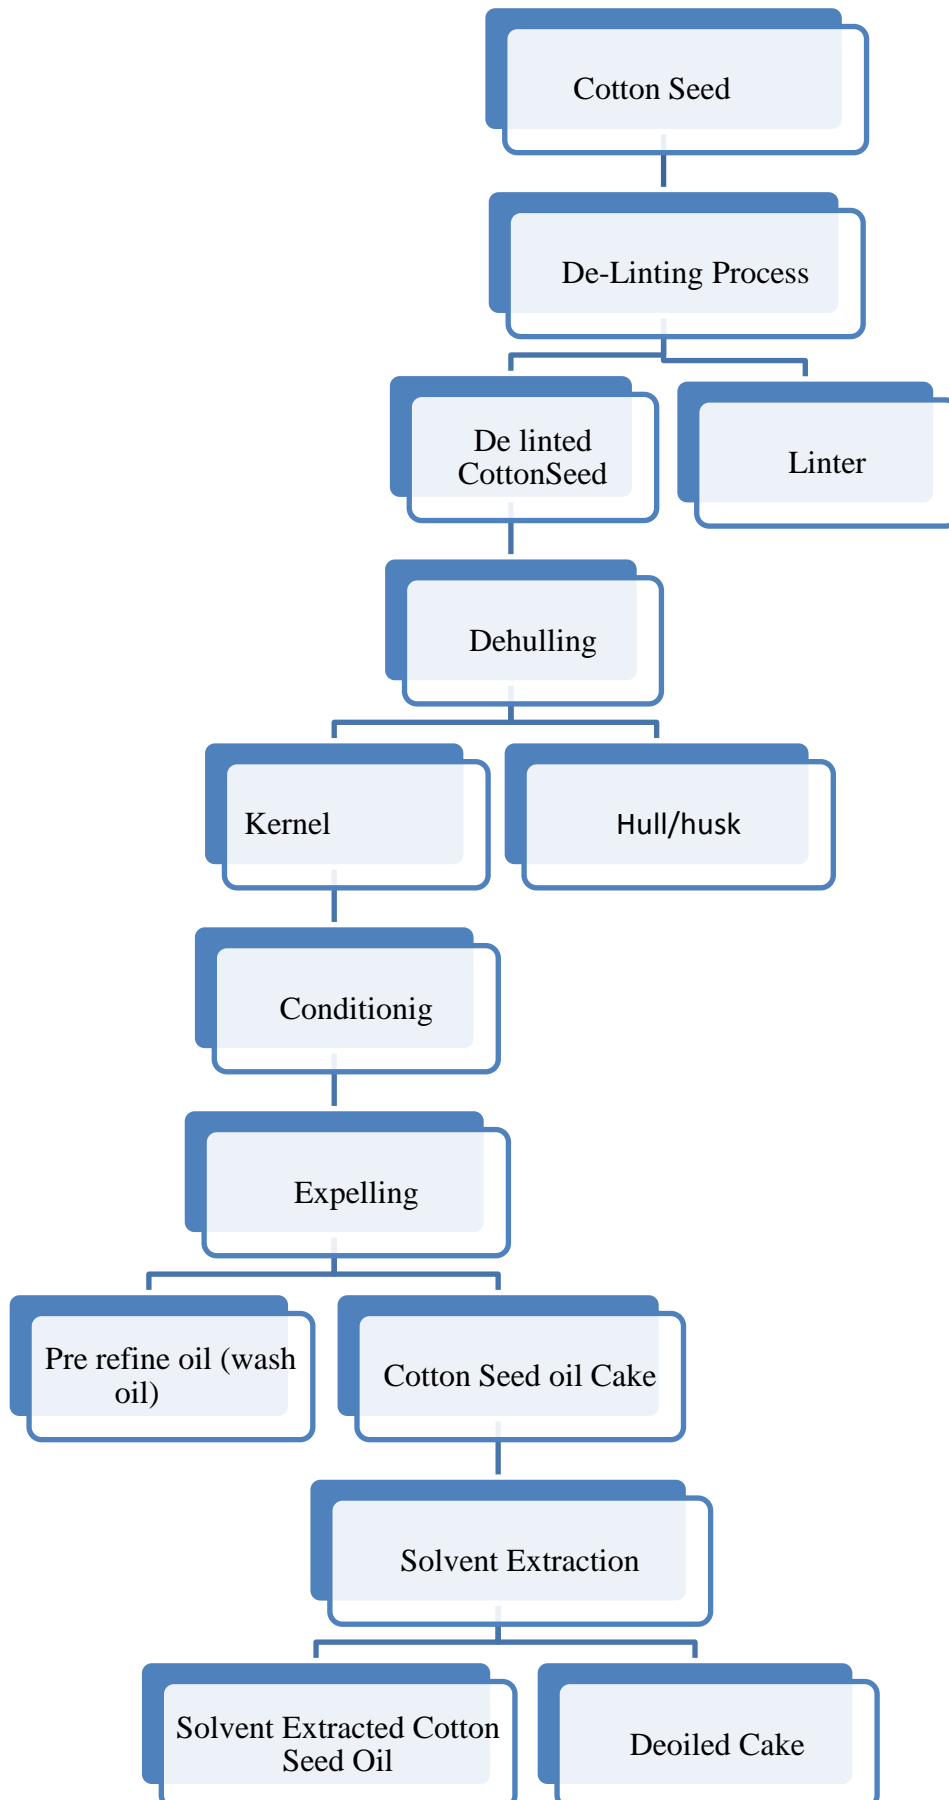 Cotton Seed
De-Linting Process
De linted
CottonSeed
Linter
Dehulling
Kernel
Hull/husk
Conditionig
Expelling
Pre refine oil (wash
oil)
Cotton Seed oil Cake
Solvent Extraction
Solvent Extracted Cotton
Seed Oil
Deoiled Cake